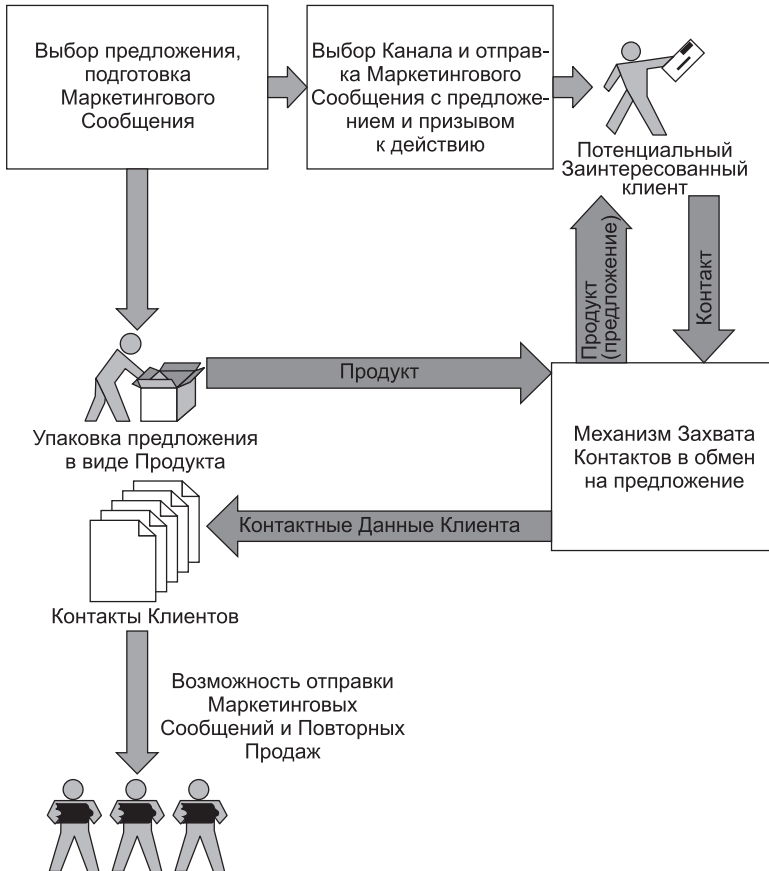 Выбор предложения,
подготовка
Маркетингового
Сообщения
Выбор Канала и отправ-
ка Маркетингового
Сообщения с предложе-
нием и призывом
к действию
Потенциальный
Заинтересованный
клиент
Продукт
(предложение)
Контакт
Продукт
Упаковка предложения
в виде Продукта
Механизм Захвата
Контактов в обмен
на предложение
Контактные Данные Клиента
Контакты Клиентов
Возможность отправки
Маркетинговых
Сообщений и Повторных
Продаж